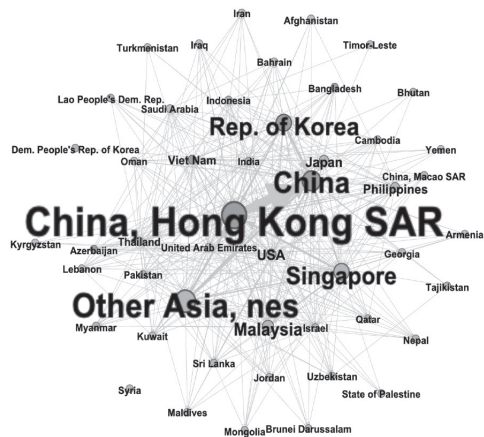 Iran
Afghanistan
Turkmenistan
Iraq
Timor-Leste
Bahrain
Bangladesh
Bhutan
Lao People's Dem. Rep.
Saudi Arabia
Indonesia
Rep. of Korea
Cambodia
Dem. People's Rep. of Korea
Yemen
Oman
Viet Nam
India
Japan
China, Macao SAR
China
Philippines
China, Hong Kong SAR
Armenia
Kyrgyzstan
Azerbaijan
Thailand
United Arab Emirates
USA
Georgia
Lebanon
Pakistan
Singapore
Tajikistan
Other Asia, nes
Myanmar
Kuwait
Malaysia
Israel
Qatar
Nepal
Sri Lanka
Jordan
Uzbekistan
Syria
State of Palestine
Maldives
Mongolia
Brunei Darussalam